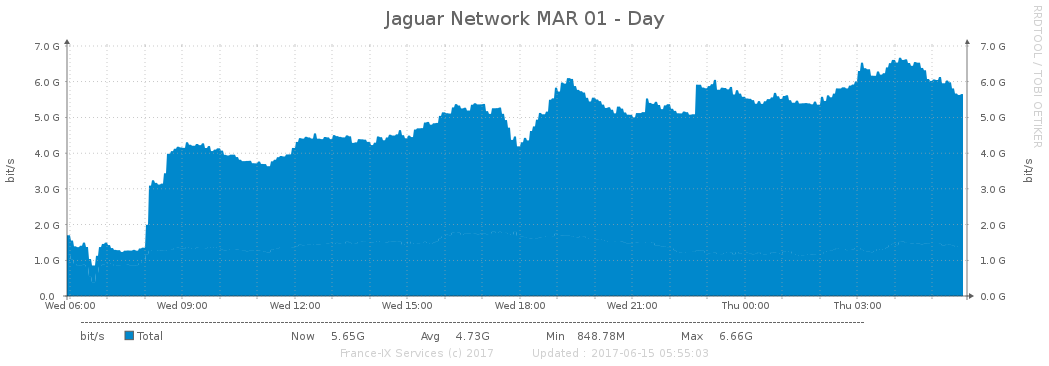 Jaguar Network MAR 01 - Day
RRDTOOL / TOBI OETIKER
7.0 G 7.0 G
6.0 G 6.0 G
5.0 G 5.0 G
4.0 G 4.0 G
3.0 G 3.0 G
2.0 G 2.0 G
1.0 G 1.0 G
0.0 0.0 G
bit/s bit/s
Wed 06:00 Wed 09:00 Wed 12:00 Wed 15:00 Wed 18:00 Wed 21:00 Thu 00:00 Thu 03:00
bit/s Total Now 5.65G Avg 4.73G Min 848.78M Max 6.66G
France-IX Services (c) 2017 Updated : 2017-06-15 05:55:03